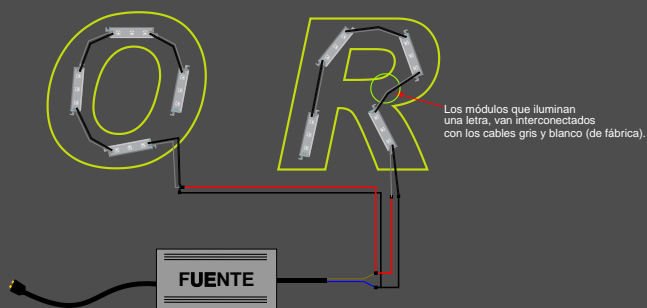 Los módulos que iluminan
una letra, van interconectados
con los cables gris y blanco (de fábrica).
FUENTE